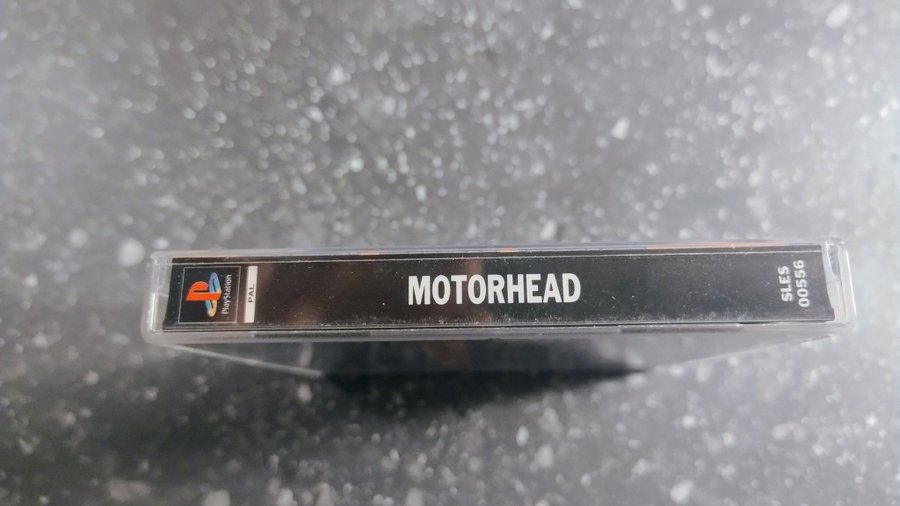 PlayStation
PAL
MOTORHEAD
SLES
00556